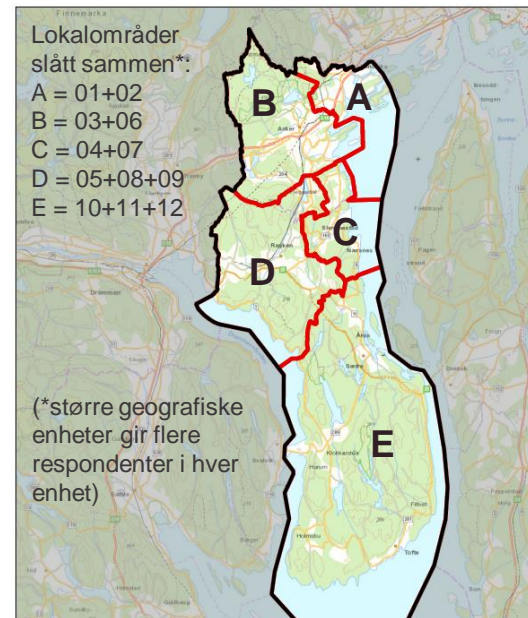 Lokalområder
slått sammen*:
A = 01+02
B = 03+06
C = 04+07
D = 05+08+09
E = 10+11+12
(*større geografiske
enheter gir flere
respondenter i hver
enhet)
Finnemarka
B
A
Asker
C
Nærsnes
D
Røyken
Drammen
Åros
Sætre
E
Klokkarstua
Hurum
Filtvet
Holmsbu
Tofte